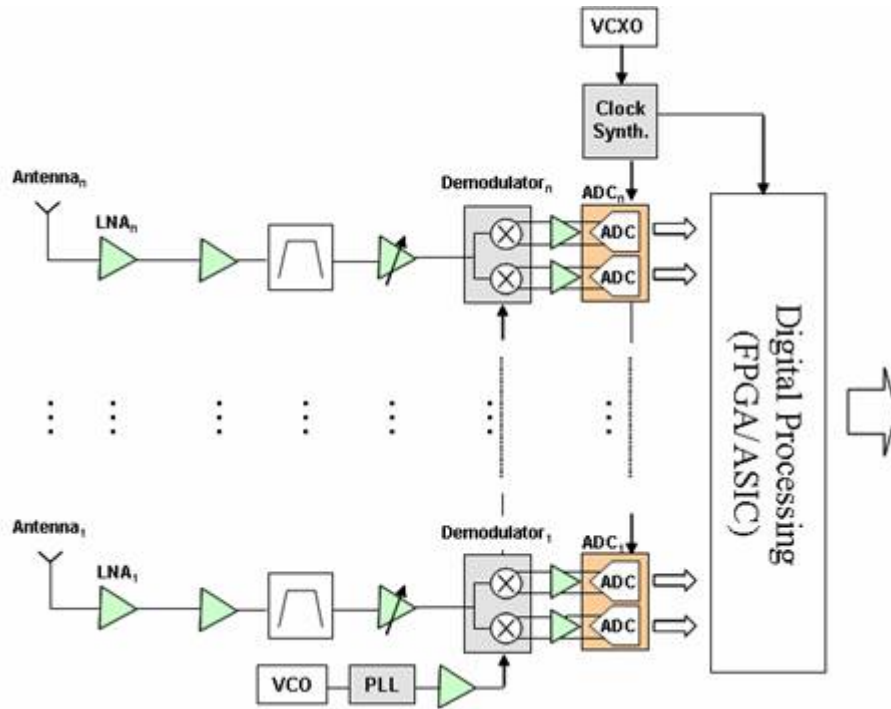 VCXO
Clock
Synth.
Antennaₙ
LNAₙ
Demodulatorₙ
ADCₙ
ADC
ADC
Digital Processing
(FPGA/ASIC)
Antenna₁
LNA₁
Demodulator₁
ADC₁
ADC
ADC
VCO
PLL